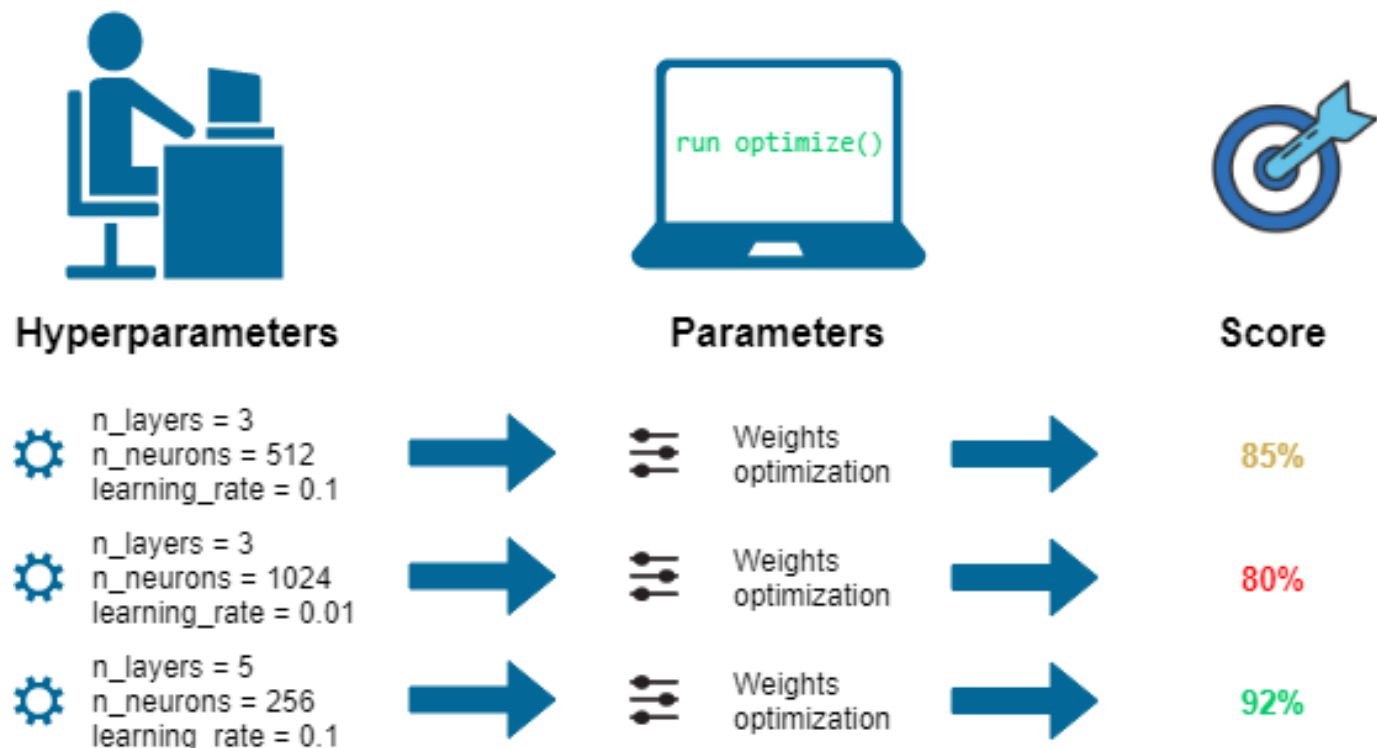 run optimize()
Hyperparameters
Parameters
Score
n_layers = 3
n_neurons = 512
learning_rate = 0.1
Weights
optimization
85%
n_layers = 3
n_neurons = 1024
learning_rate = 0.01
Weights
optimization
80%
n_layers = 5
n_neurons = 256
learning_rate = 0.1
Weights
optimization
92%